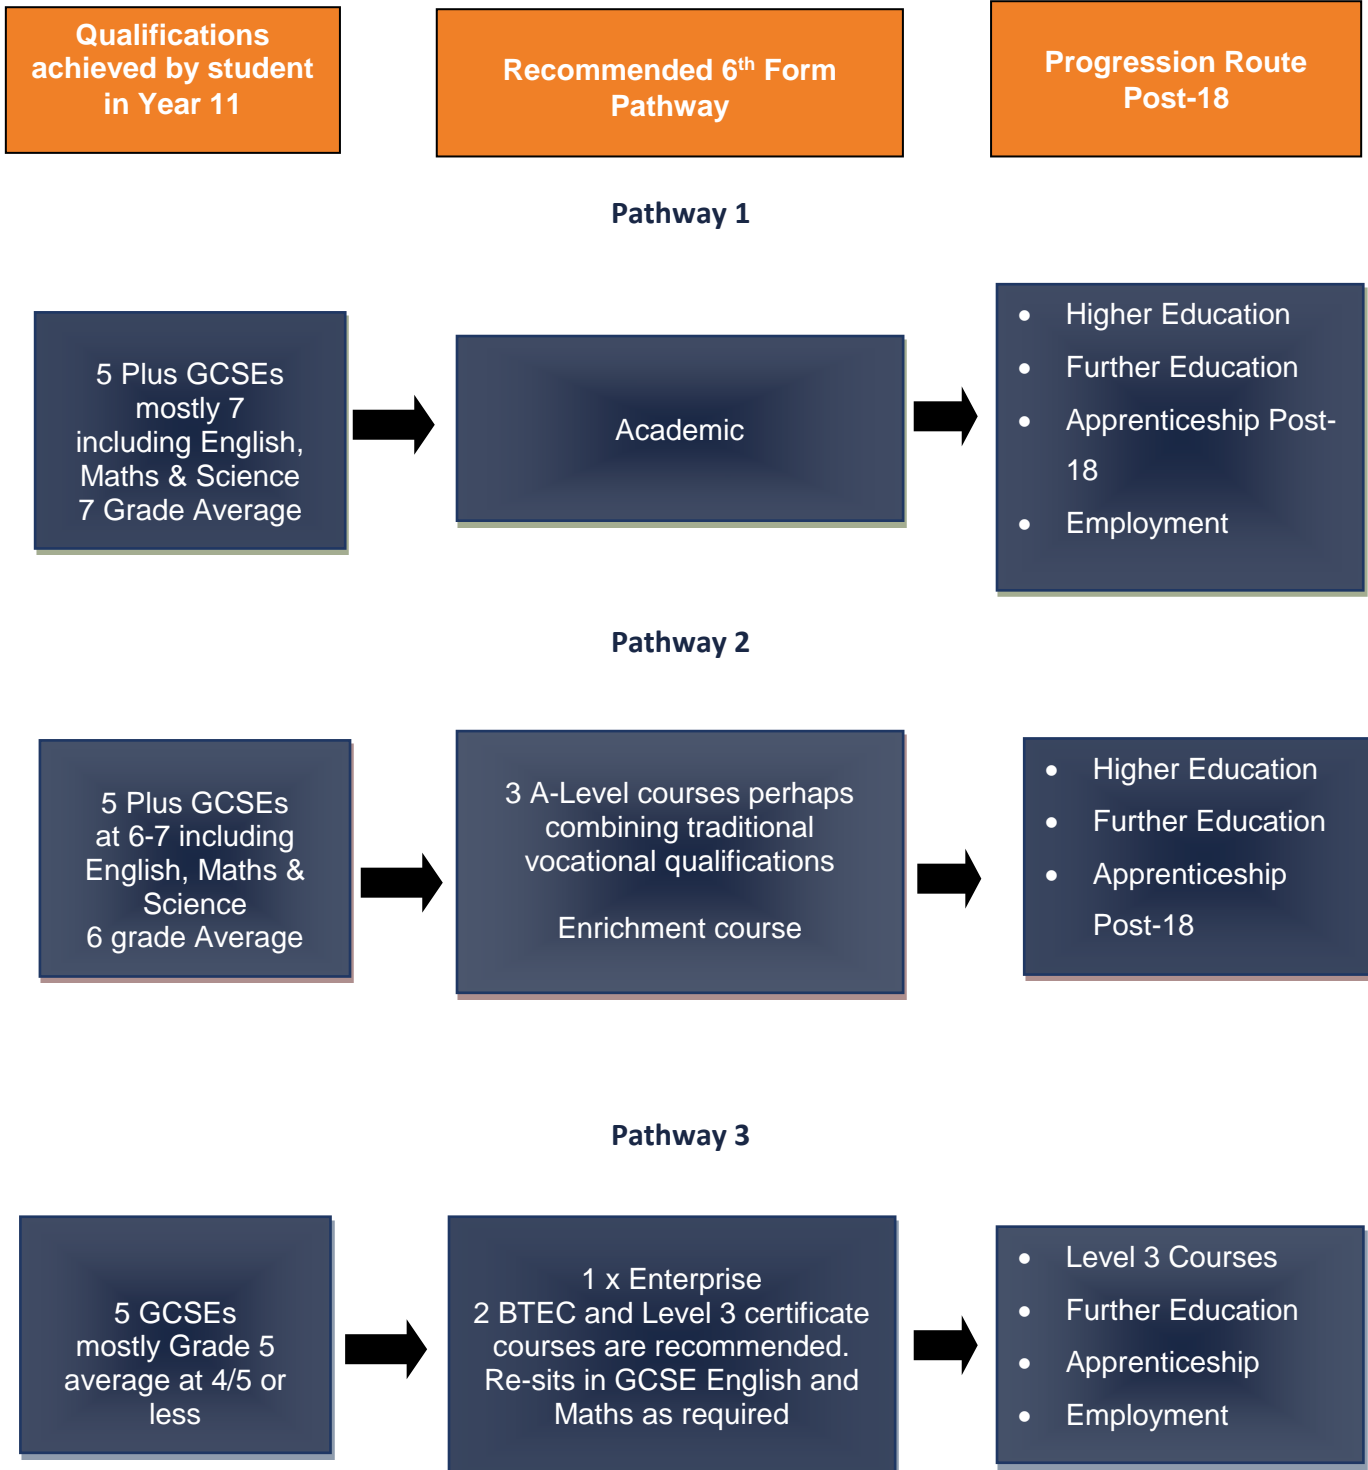 Qualifications
achieved by student
in Year 11
Recommended 6th Form
Pathway
Progression Route
Post-18
Pathway 1
5 Plus GCSEs
mostly 7
including English,
Maths & Science
7 Grade Average
Academic
• Higher Education
• Further Education
• Apprenticeship Post-
18
• Employment
Pathway 2
5 Plus GCSEs
at 6-7 including
English, Maths &
Science
6 grade Average
3 A-Level courses perhaps
combining traditional
vocational qualifications
Enrichment course
• Higher Education
• Further Education
• Apprenticeship
Post-18
Pathway 3
5 GCSEs
mostly Grade 5
average at 4/5 or
less
1 x Enterprise
2 BTEC and Level 3 certificate
courses are recommended.
Re-sits in GCSE English and
Maths as required
• Level 3 Courses
• Further Education
• Apprenticeship
• Employment